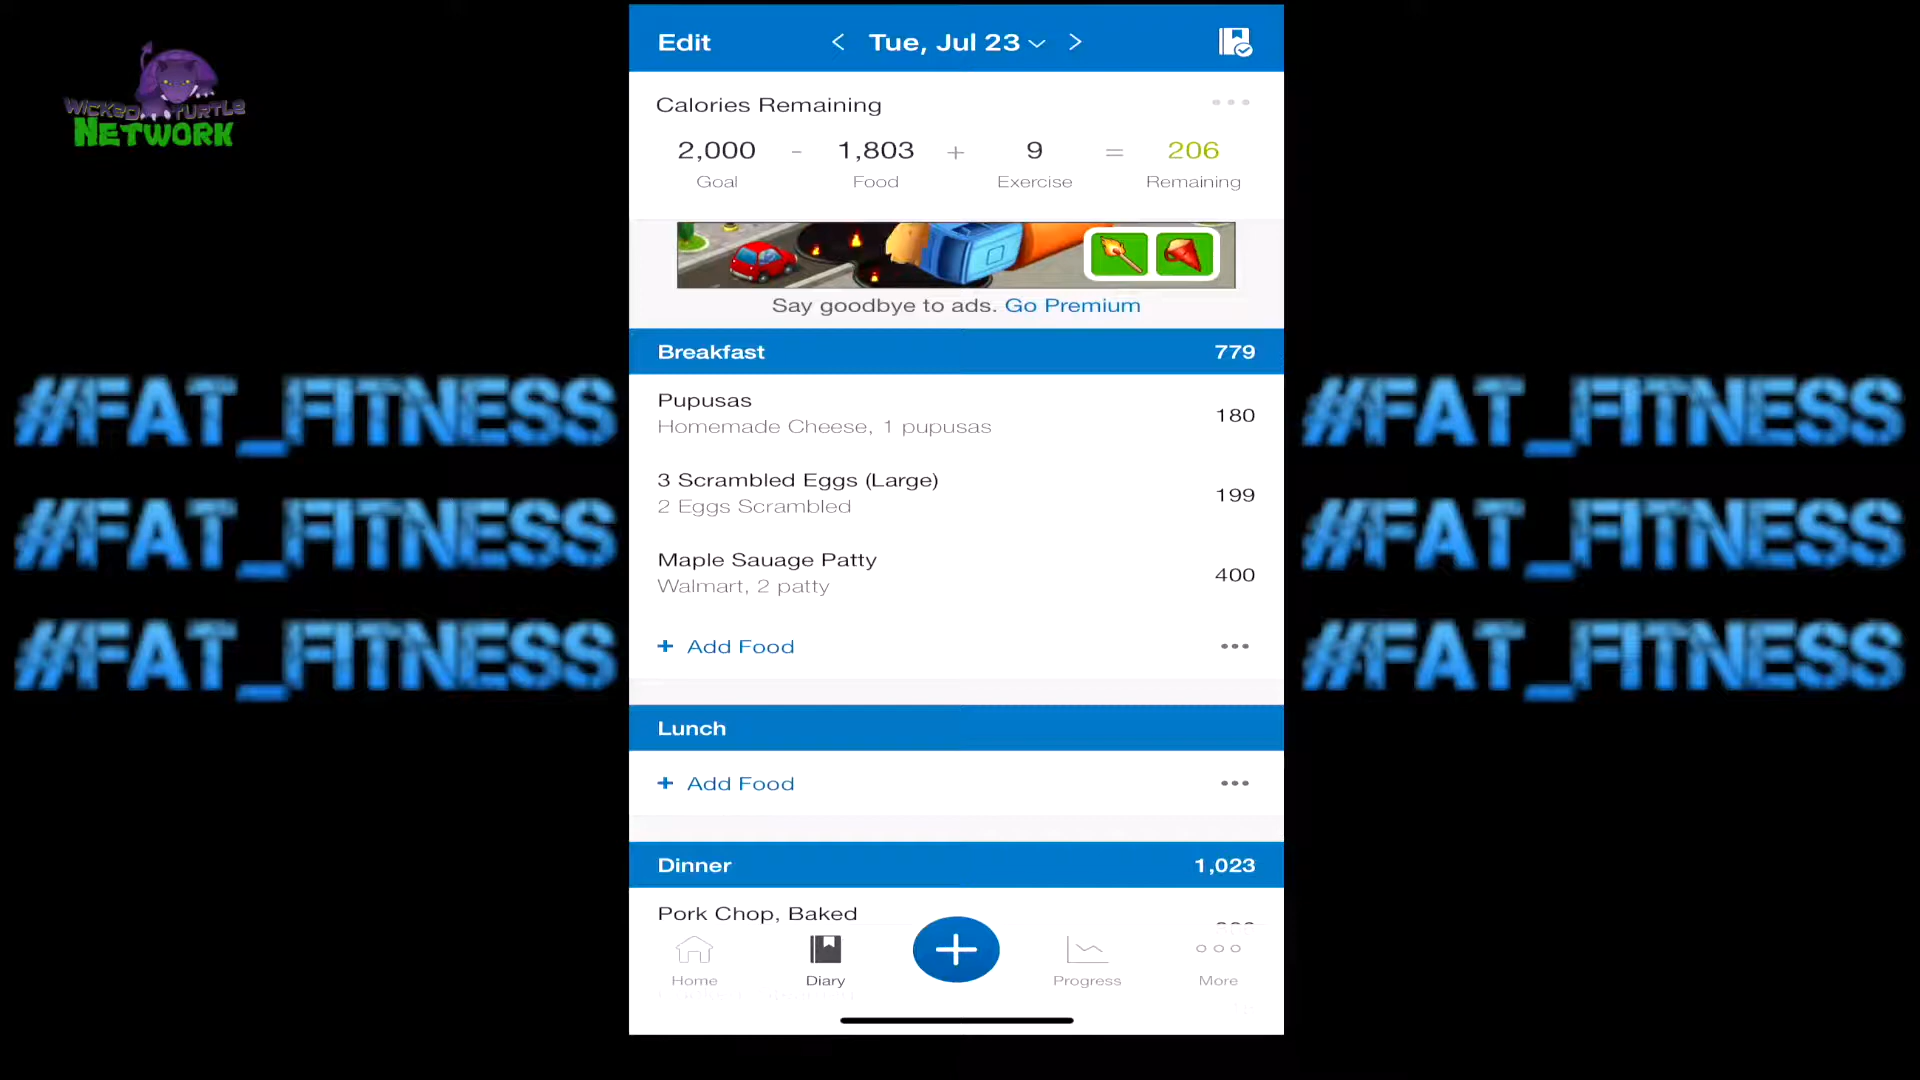 WICKED TURTLE
NETWORK
Edit
Tue, Jul 23
Calories Remaining
2,000 - 1,803 + 9 = 206
Goal Food Exercise Remaining
Say goodbye to ads. Go Premium
Breakfast 779
Pupusas
Homemade Cheese, 1 pupusas
180
3 Scrambled Eggs (Large)
2 Eggs Scrambled
199
Maple Sauage Patty
Walmart, 2 patty
400
+ Add Food
Lunch
+ Add Food
Dinner 1,023
Pork Chop, Baked
Home Diary Progress More
#FAT_FITNESS
#FAT_FITNESS
#FAT_FITNESS
#FAT_FITNESS
#FAT_FITNESS
#FAT_FITNESS